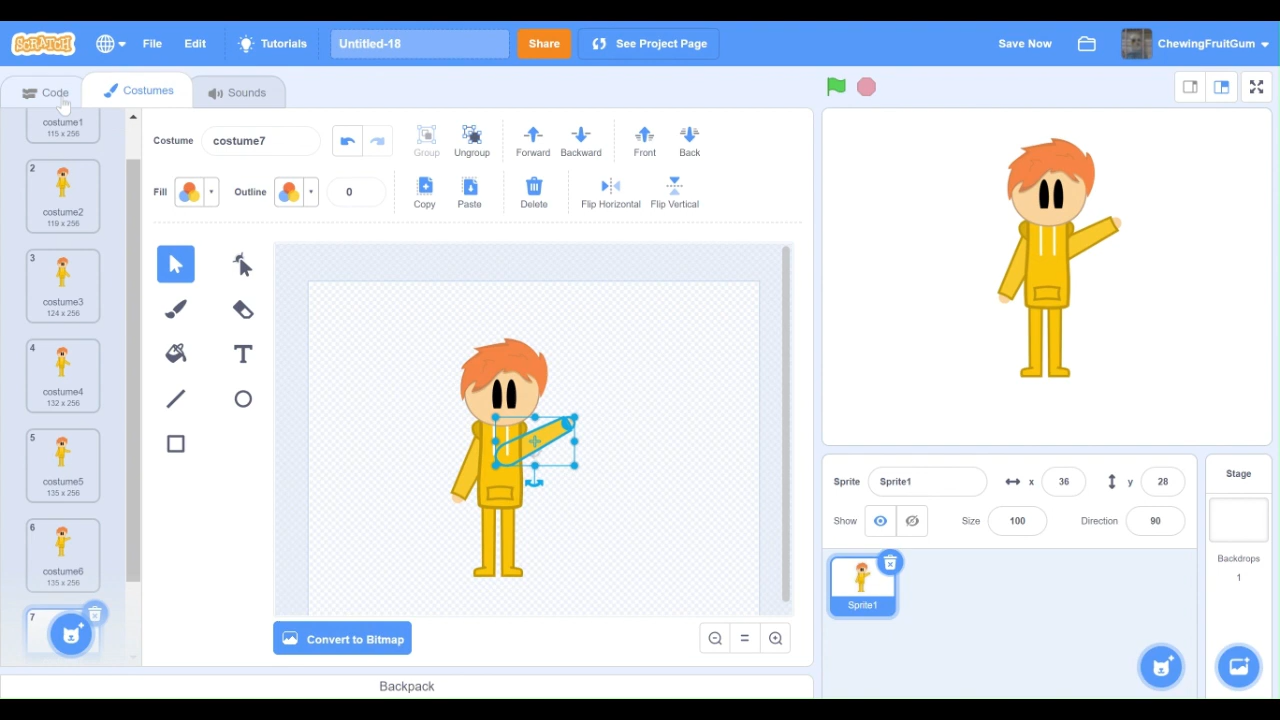 SCRATCH File Edit Tutorials Untitled-18 Share See Project Page Save Now ChewingFruitGum
Code Costumes Sounds
costume1
115 x 256
2
costume2
119 x 256
3
costume3
124 x 256
4
costume4
132 x 256
5
costume5
135 x 256
6
costume6
135 x 256
7
Costume costume7 Group Ungroup Forward Backward Front Back
Fill Outline 0 Copy Paste Delete Flip Horizontal Flip Vertical
T
Convert to Bitmap
Backpack
Sprite Sprite1 x 36 y 28
Show Size 100 Direction 90
Sprite1
Stage
Backdrops
1